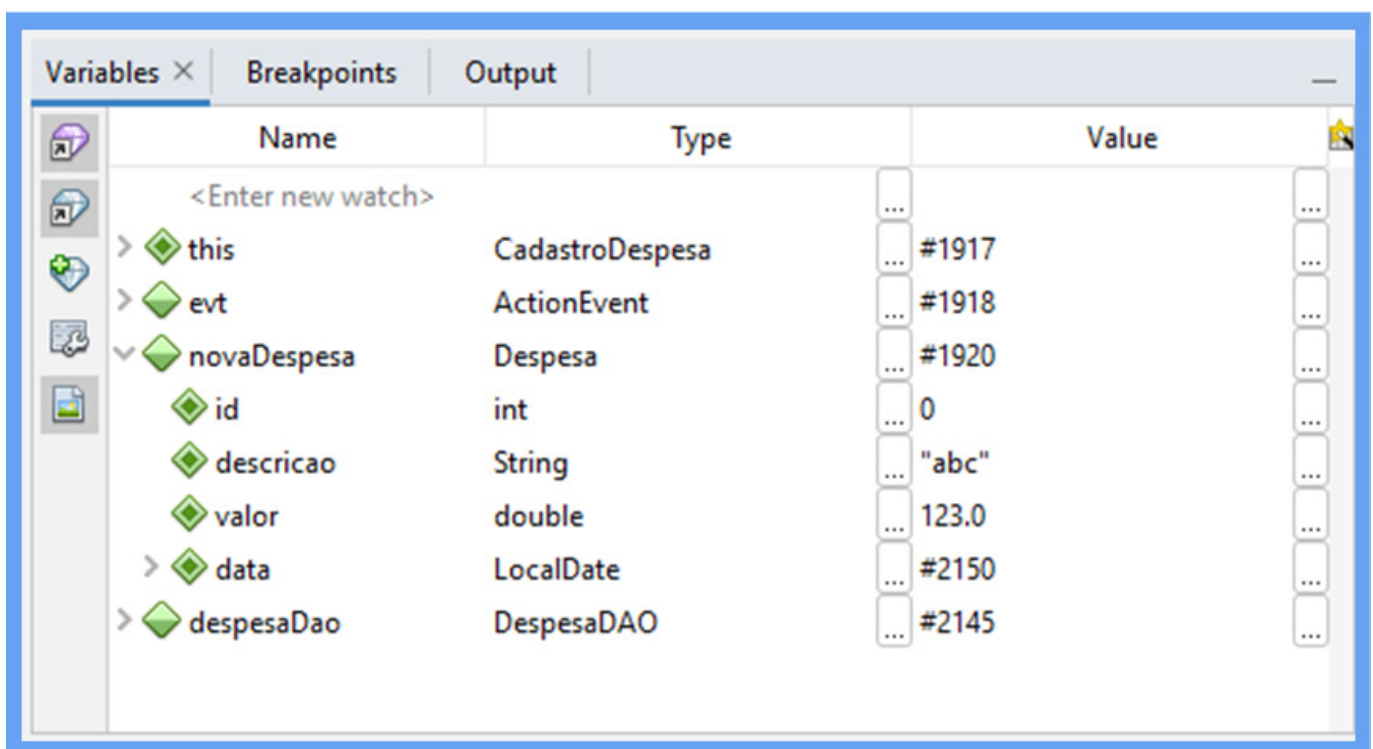 Variables Breakpoints Output
Name Type Value
<Enter new watch> ... ...
this CadastroDespesa ... #1917 ...
evt ActionEvent ... #1918 ...
novaDespesa Despesa ... #1920 ...
id int ... 0 ...
descricao String ... "abc" ...
valor double ... 123.0 ...
data LocalDate ... #2150 ...
despesaDao DespesaDAO ... #2145 ...